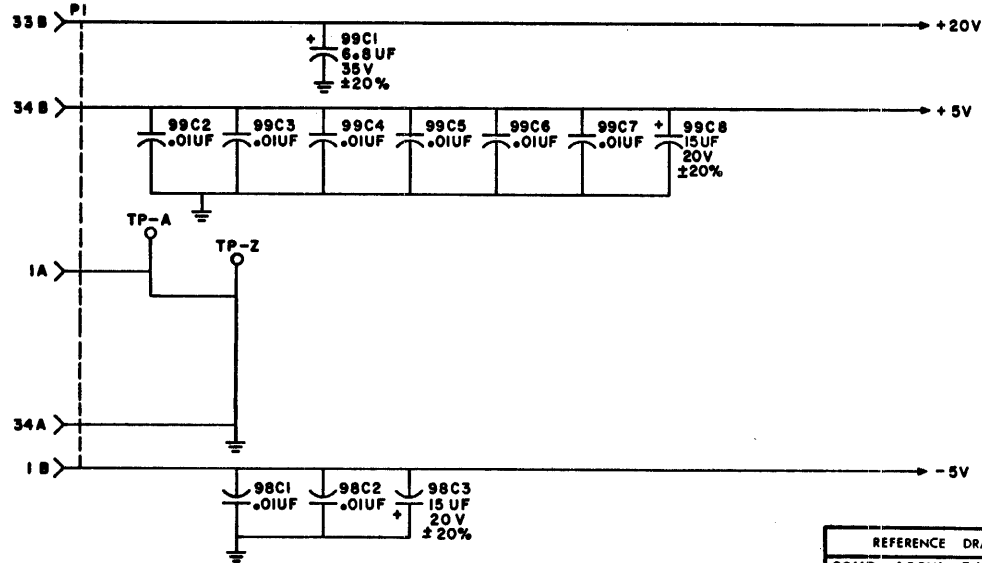 33B P1 +20V
+ 99C1
6.8UF
35V
±20%
34B +5V
99C2 .01UF
99C3 .01UF
99C4 .01UF
99C5 .01UF
99C6 .01UF
99C7 .01UF
+ 99C8
15UF
20V
±20%
TP-A
TP-Z
1A
34A
1B -5V
98C1 .01UF
98C2 .01UF
98C3
15 UF
+ 20V
±20%
REFERENCE